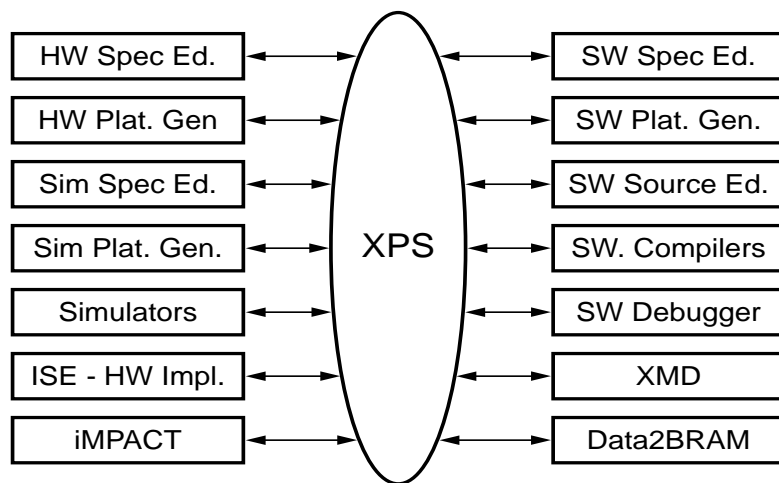 HW Spec Ed.
HW Plat. Gen
Sim Spec Ed.
Sim Plat. Gen.
Simulators
ISE - HW Impl.
iMPACT
XPS
SW Spec Ed.
SW Plat. Gen.
SW Source Ed.
SW. Compilers
SW Debugger
XMD
Data2BRAM